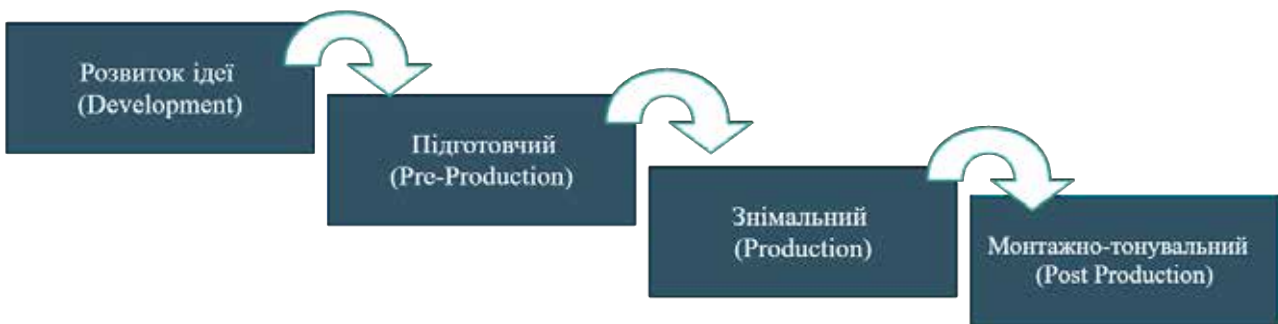 Розвиток ідеї
(Development)
Підготовчий
(Pre-Production)
Знімальний
(Production)
Монтажно-тонувальний
(Post Production)